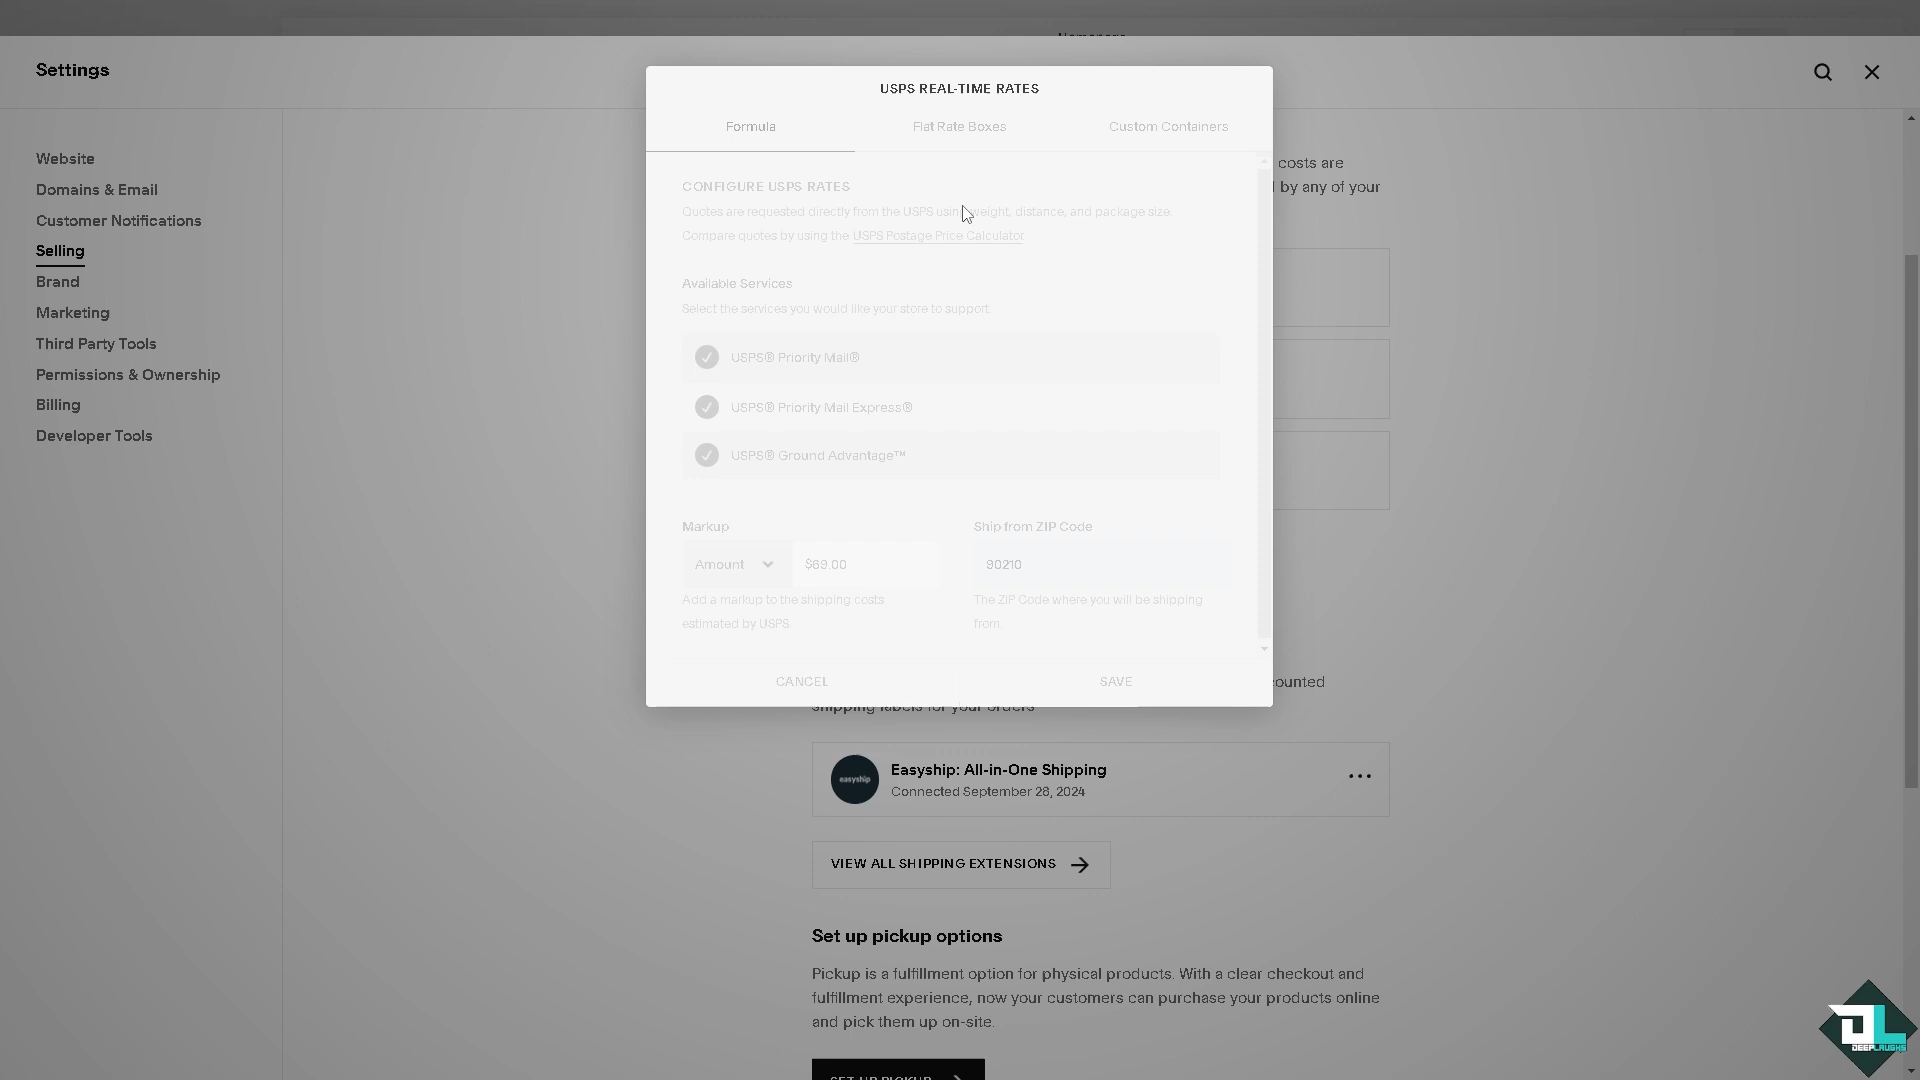 Settings
USPS REAL-TIME RATES
Formula
Flat Rate Boxes
Custom Containers
Website
Domains & Email
Customer Notifications
Selling
Brand
Marketing
Third Party Tools
Permissions & Ownership
Billing
Developer Tools
costs are
by any of your
CONFIGURE USPS RATES
Quotes are requested directly from the USPS using weight, distance, and package size.
Compare quotes by using the USPS Postage Price Calculator
Available Services
Select the services you would like your store to support.
USPS® Priority Mail®
USPS® Priority Mail Express®
USPS® Ground Advantage™
Markup
Ship from ZIP Code
Amount
$69.00
90210
Add a markup to the shipping costs
estimated by USPS.
The ZIP Code where you will be shipping
from.
CANCEL
SAVE
counted
shipping labels for your orders
easyship
Easyship: All-in-One Shipping
Connected September 28, 2024
VIEW ALL SHIPPING EXTENSIONS
Set up pickup options
Pickup is a fulfillment option for physical products. With a clear checkout and
fulfillment experience, now your customers can purchase your products online
and pick them up on-site.
SET UP PICKUP
DL
DEEPLAUGHS